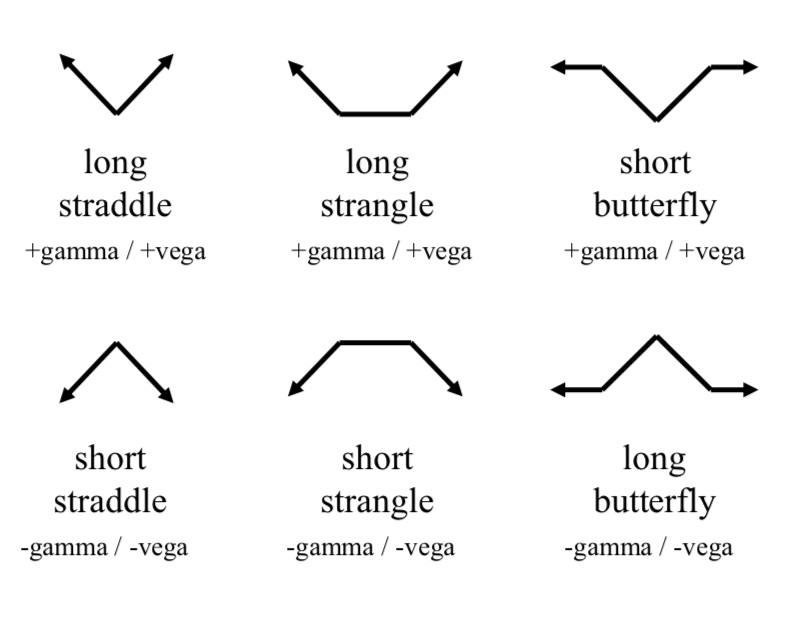 long
straddle
+gamma / +vega
long
strangle
+gamma / +vega
short
butterfly
+gamma / +vega
short
straddle
-gamma / -vega
short
strangle
-gamma / -vega
long
butterfly
-gamma / -vega